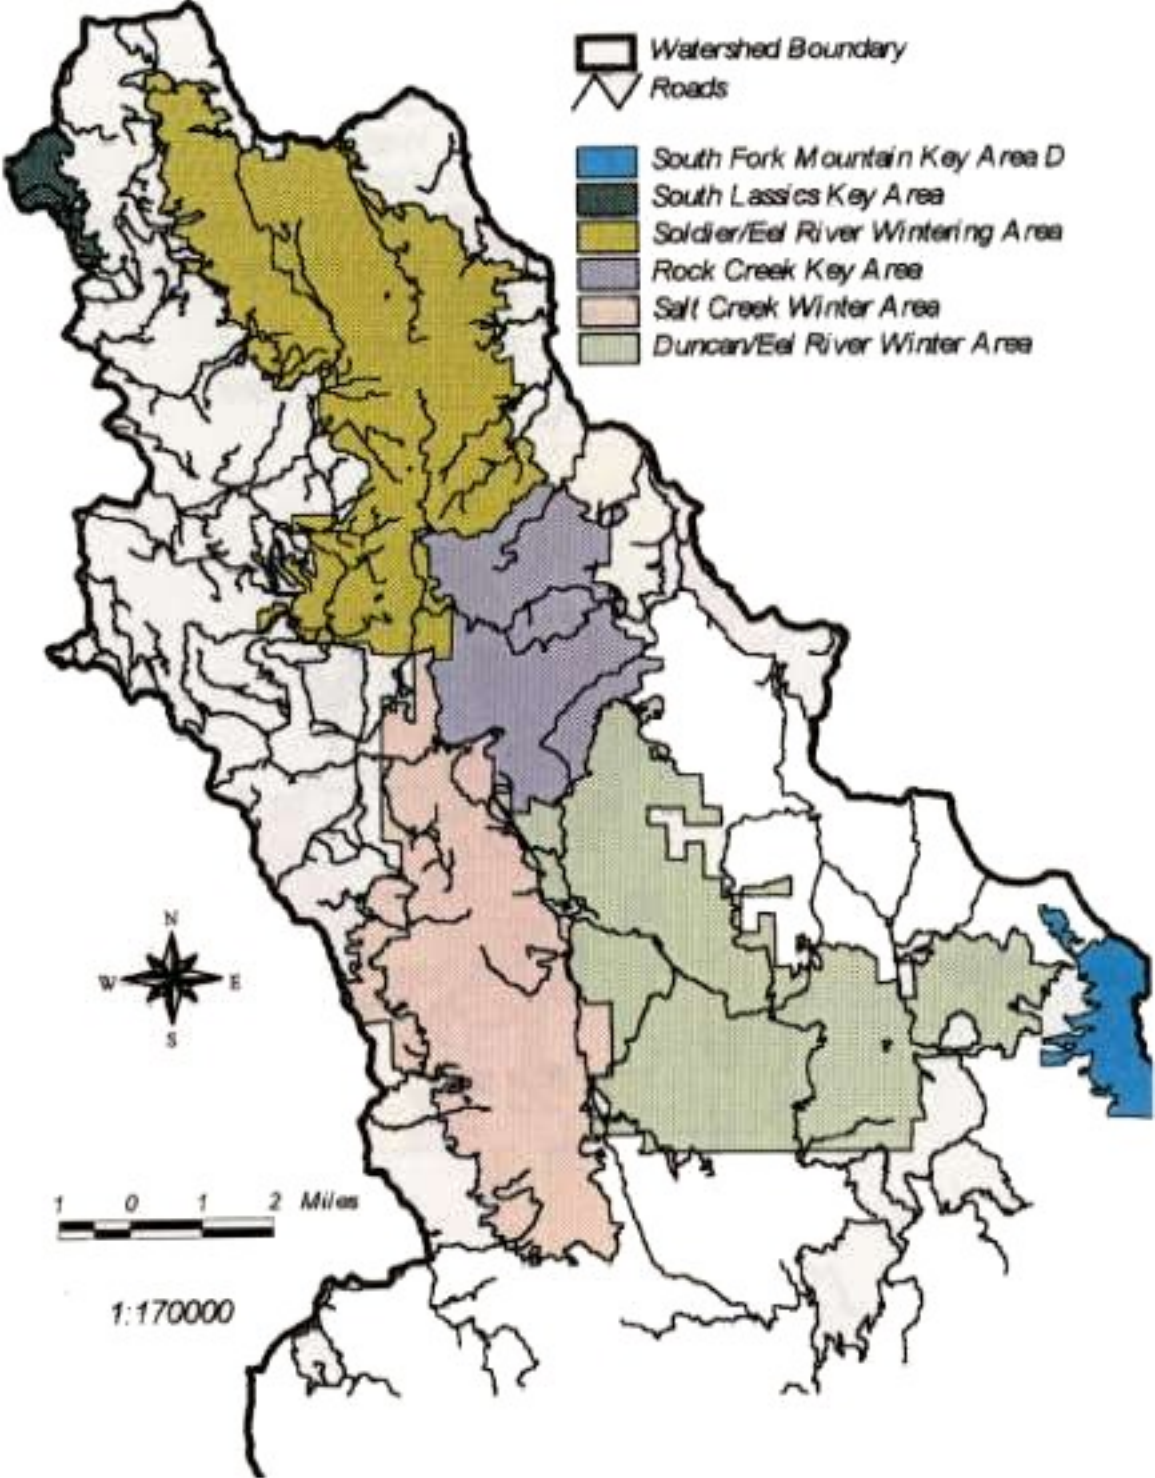 Watershed Boundary
Roads
South Fork Mountain Key Area D
South Lassics Key Area
Soldier/Eel River Wintering Area
Rock Creek Key Area
Salt Creek Winter Area
Duncan/Eel River Winter Area
N
W E
S
1 0 1 2 Miles
1:170000